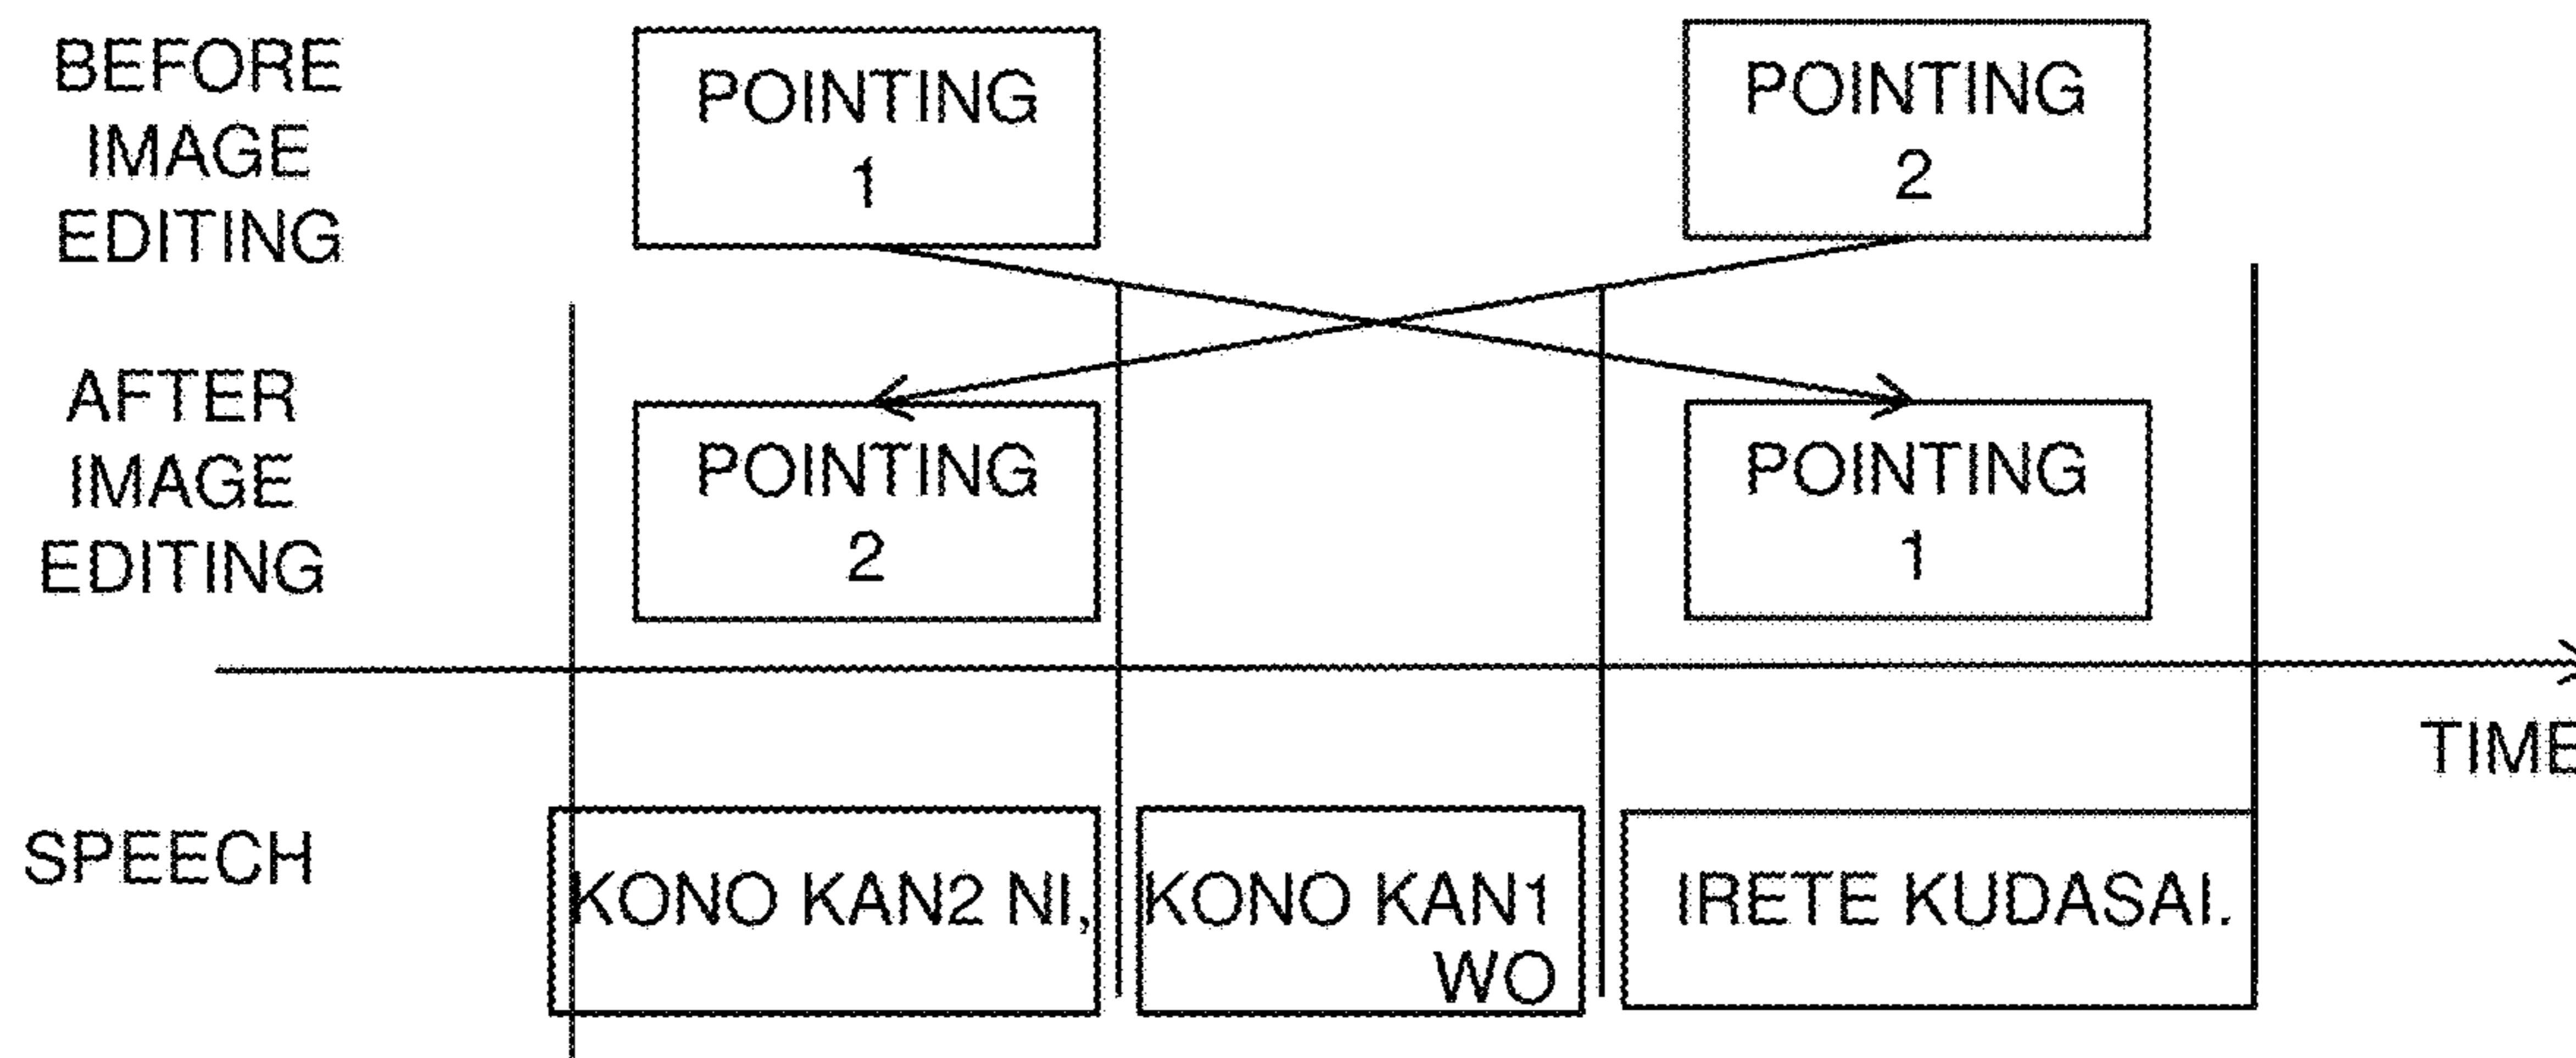 BEFORE
IMAGE
EDITING
POINTING
1
POINTING
2
AFTER
IMAGE
EDITING
POINTING
2
POINTING
1
TIME
SPEECH
KONO KAN2 NI,
KONO KAN1
WO
IRETE KUDASAI.